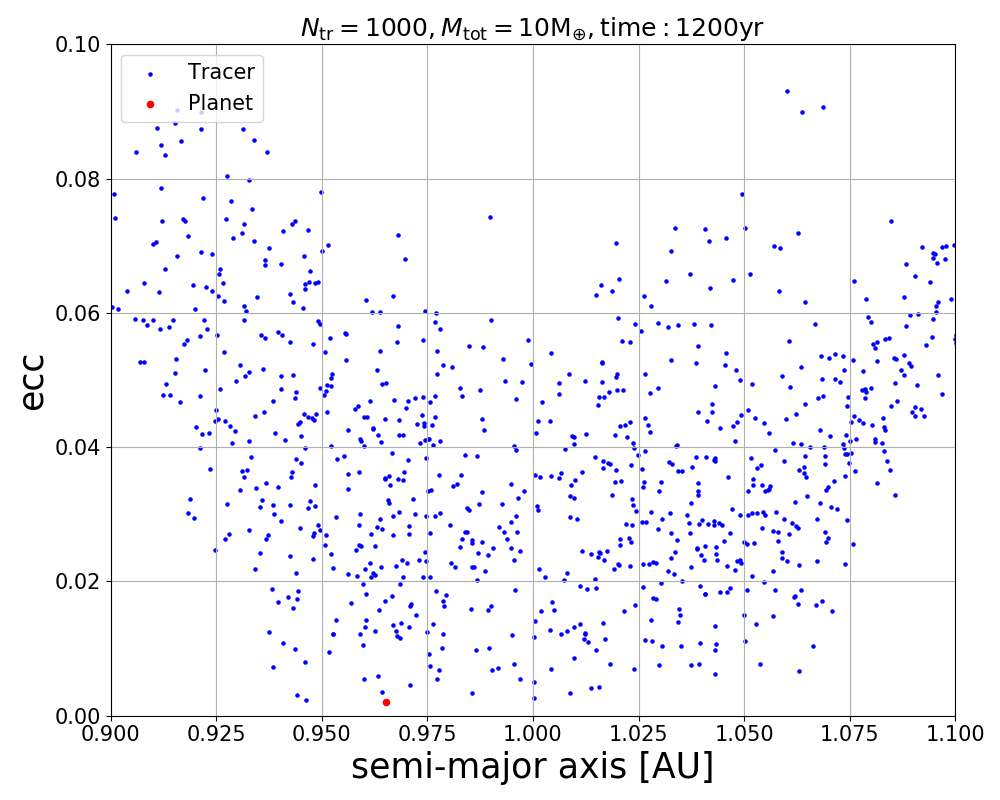 N_tr = 1000, M_tot = 10M_⊕, time : 1200yr
0.10
0.08
0.06
0.04
0.02
0.00
ecc
Tracer
Planet
0.900 0.925 0.950 0.975 1.000 1.025 1.050 1.075 1.100
semi-major axis [AU]